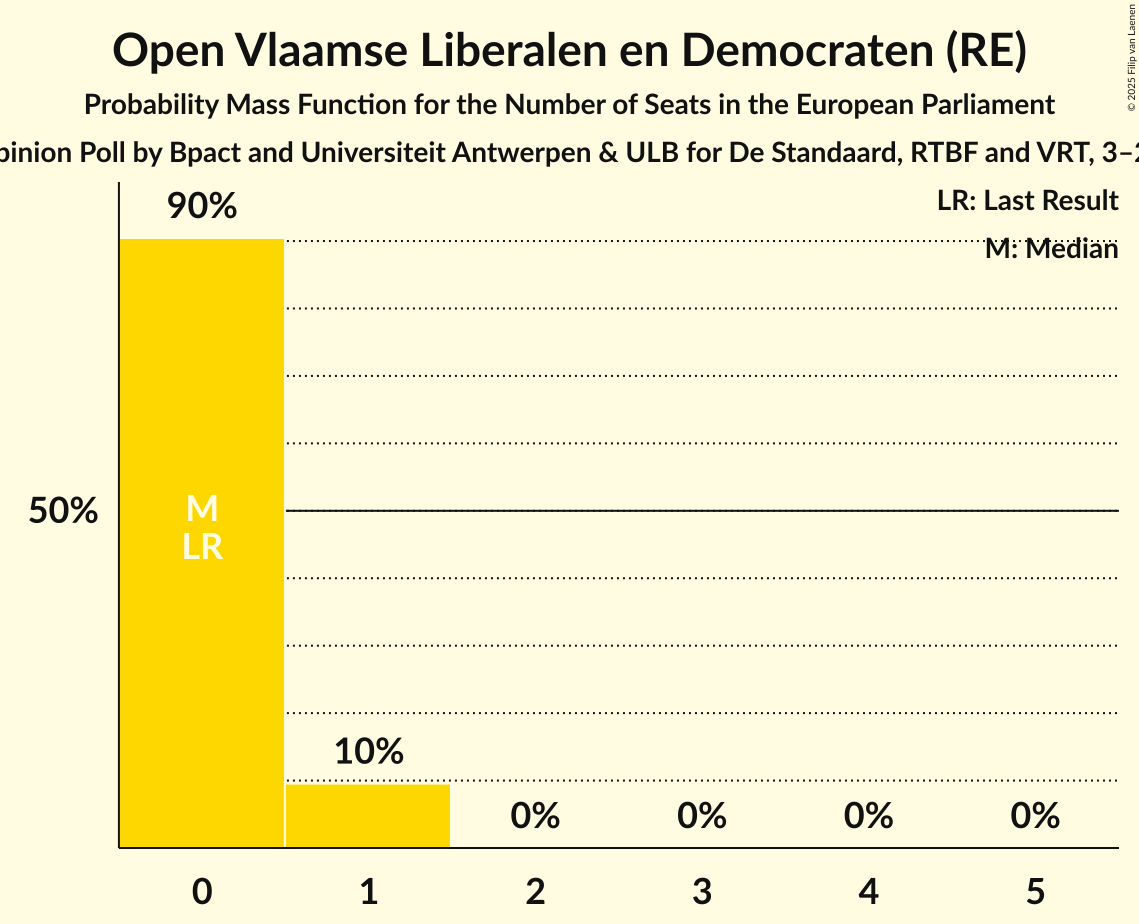 Open Vlaamse Liberalen en Democraten (RE)
Probability Mass Function for the Number of Seats in the European Parliament
Opinion Poll by Bpact and Universiteit Antwerpen & ULB for De Standaard, RTBF and VRT, 3–2
© 2025 Filip van Laenen
LR: Last Result
M: Median
90%
50%
M
LR
10%
0%
0%
0%
0%
0
1
2
3
4
5